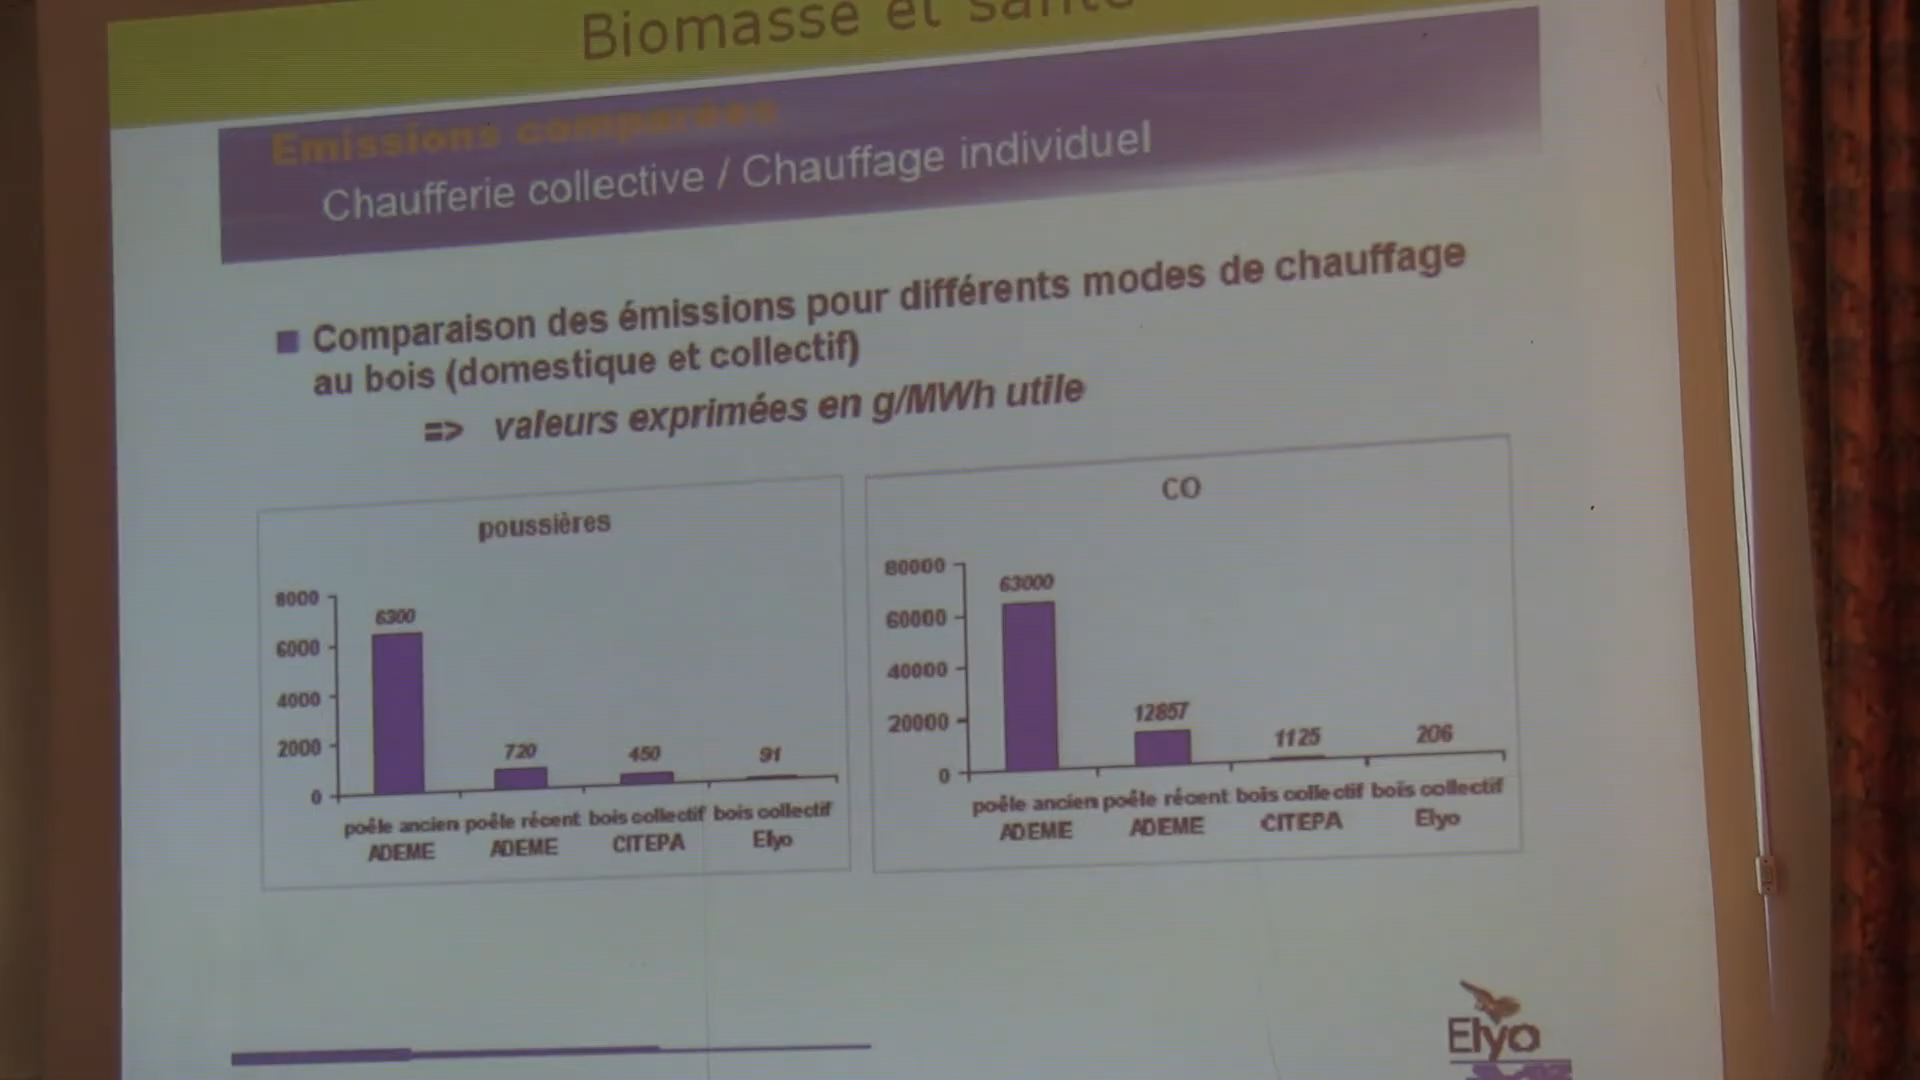 Biomasse et santé
Emissions comparées
Chaufferie collective / Chauffage individuel
Comparaison des émissions pour différents modes de chauffage
au bois (domestique et collectif)
=> valeurs exprimées en g/MWh utile
poussières
8000
6000
4000
2000
0
6300
720
450
91
poêle ancien poêle récent bois collectif bois collectif
ADEME ADEME CITEPA Elyo
CO
80000
60000
40000
20000
0
63000
12857
1125
206
poêle ancien poêle récent bois collectif bois collectif
ADEME ADEME CITEPA Elyo
Elyo